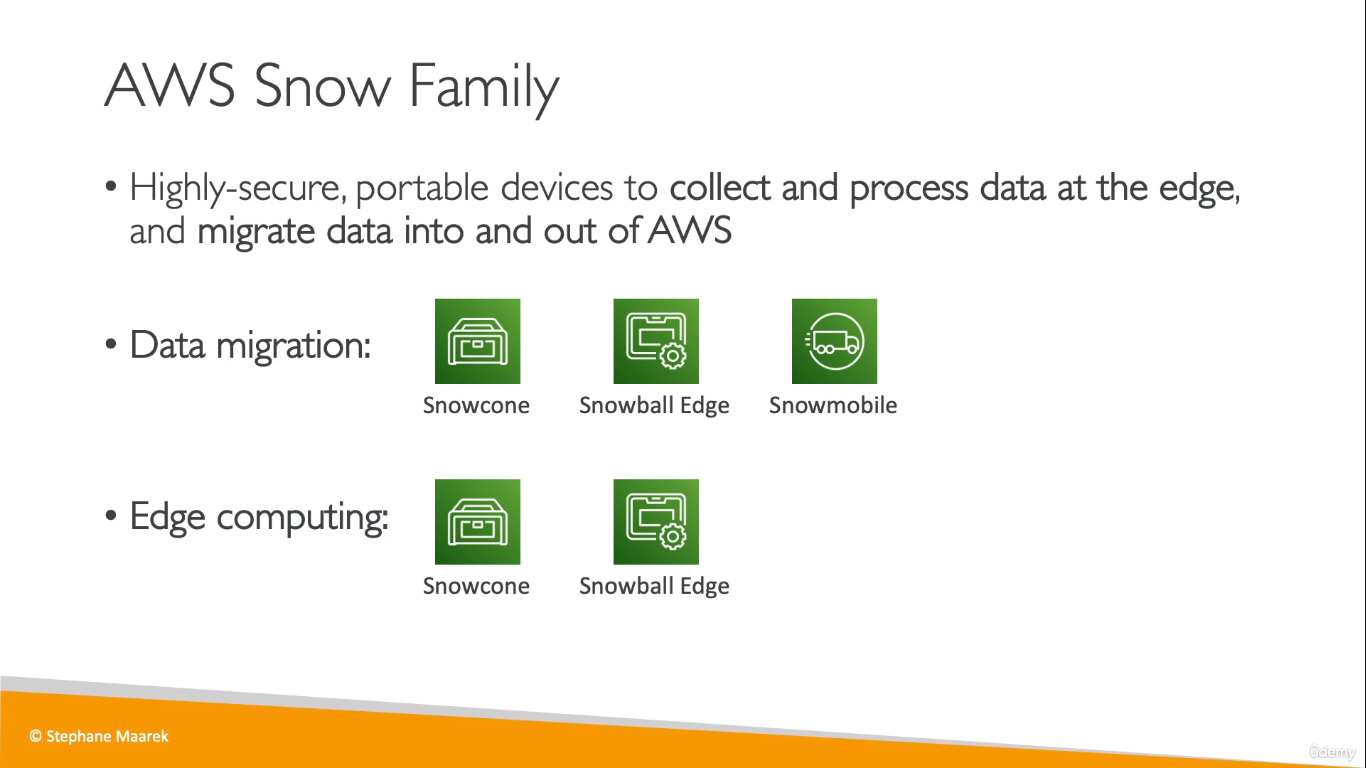 AWS Snow Family
• Highly-secure, portable devices to collect and process data at the edge,
and migrate data into and out of AWS
• Data migration:
Snowcone
Snowball Edge
Snowmobile
• Edge computing:
Snowcone
Snowball Edge
© Stephane Maarek
ûdemy